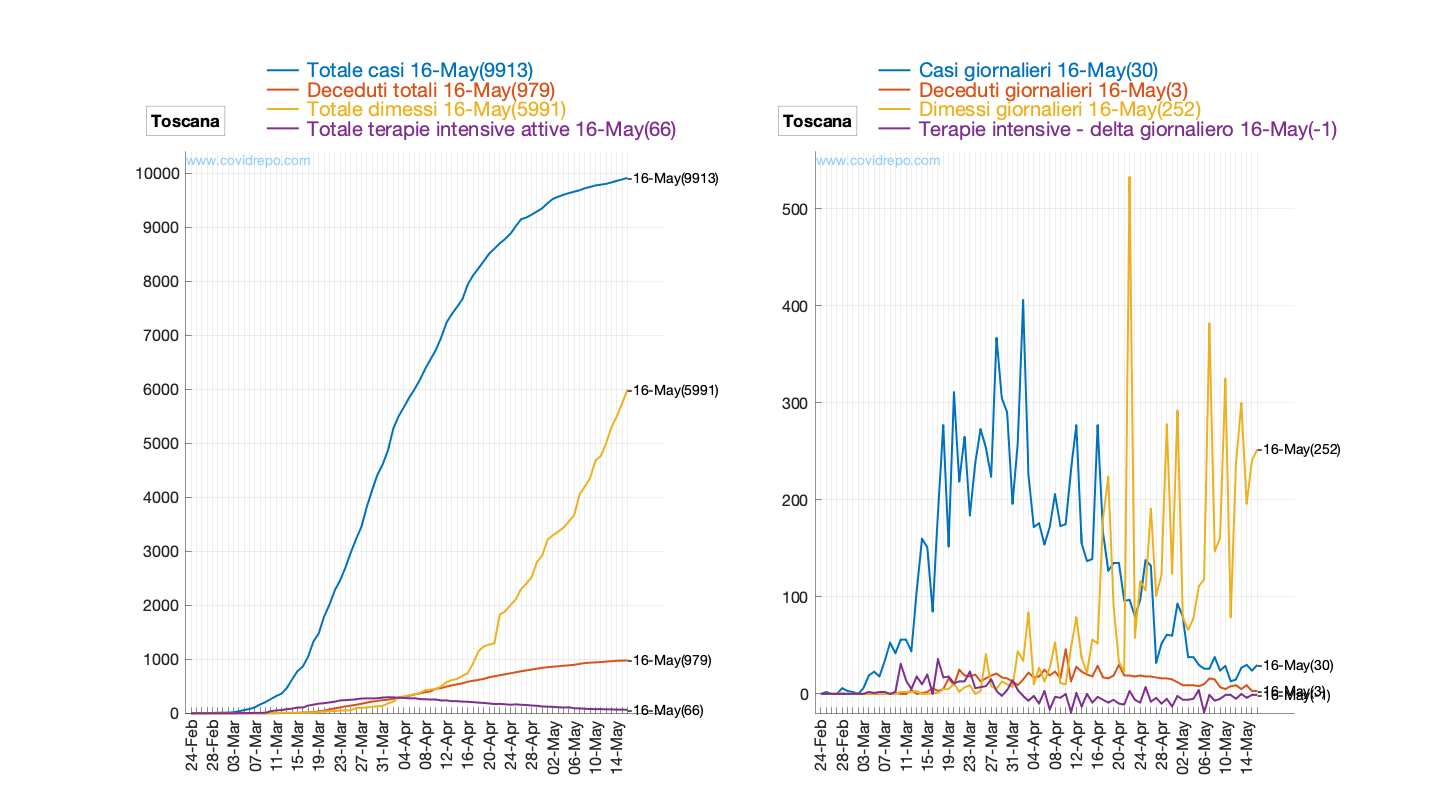 Totale casi 16-May(9913)
Deceduti totali 16-May(979)
Totale dimessi 16-May(5991)
Totale terapie intensive attive 16-May(66)
Toscana
www.covidrepo.com
10000
9000
8000
7000
6000
5000
4000
3000
2000
1000
0
16-May(9913)
16-May(5991)
16-May(979)
16-May(66)
24-Feb
28-Feb
03-Mar
07-Mar
11-Mar
15-Mar
19-Mar
23-Mar
27-Mar
31-Mar
04-Apr
08-Apr
12-Apr
16-Apr
20-Apr
24-Apr
28-Apr
02-May
06-May
10-May
14-May
Casi giornalieri 16-May(30)
Deceduti giornalieri 16-May(3)
Dimessi giornalieri 16-May(252)
Terapie intensive - delta giornaliero 16-May(-1)
Toscana
www.covidrepo.com
500
400
300
200
100
0
16-May(252)
16-May(30)
16-May(3)
16-May(-1)
24-Feb
28-Feb
03-Mar
07-Mar
11-Mar
15-Mar
19-Mar
23-Mar
27-Mar
31-Mar
04-Apr
08-Apr
12-Apr
16-Apr
20-Apr
24-Apr
28-Apr
02-May
06-May
10-May
14-May